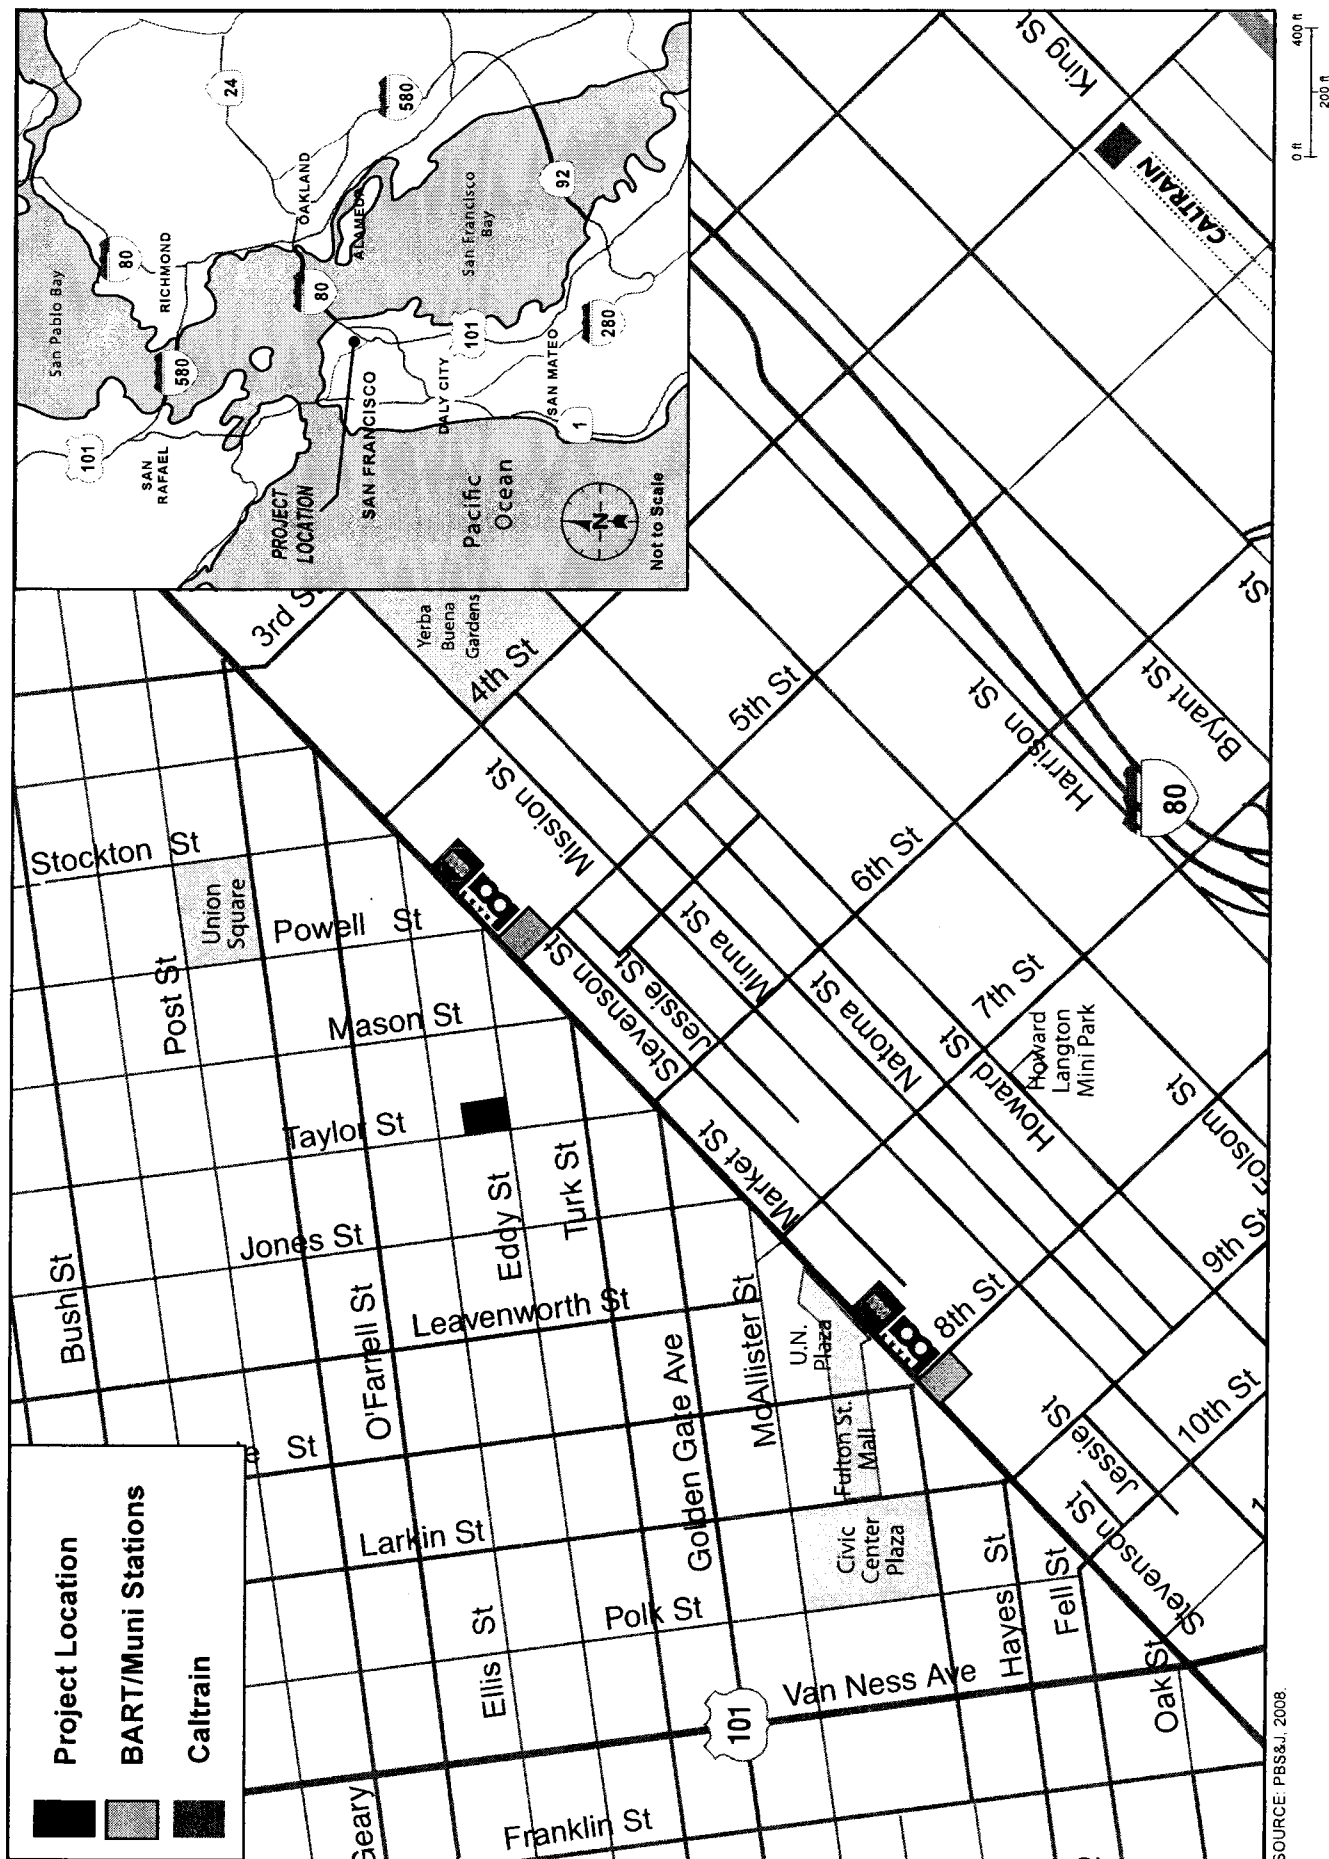 Project Location
BART/Muni Stations
Caltrain
San Pablo Bay
RICHMOND
80
580
101
SAN
RAFAEL
24
580
OAKLAND
ALAMEDA
80
San Francisco
Bay
92
PROJECT
LOCATION
SAN FRANCISCO
DALY CITY
101
SAN MATEO
280
1
Pacific
Ocean
N
Not to Scale
Stockton St
Union
Square
Powell St
Post St
Mason St
Taylor St
Jones St
Bush St
O'Farrell St
Eddy St
Turk St
Leavenworth St
Golden Gate Ave
McAllister St
St
Larkin St
Ellis St
Polk St
Geary
Franklin St
101
Van Ness Ave
Hayes St
Fell St
Oak St
U.N.
Plaza
Fulton St.
Mall
Civic
Center
Plaza
Market St
3rd St
Yerba
Buena
Gardens
4th St
5th St
6th St
7th St
8th St
9th St
10th St
Mission St
Stevenson St
Jessie St
Minna St
Natoma St
Howard St
Howard
Langton
Mini Park
Folsom St
Harrison St
Bryant St
St
80
King St
CALTRAIN
Jessie St
Stevenson St
0 ft
200 ft
400 ft
SOURCE: PBS&J, 2008.